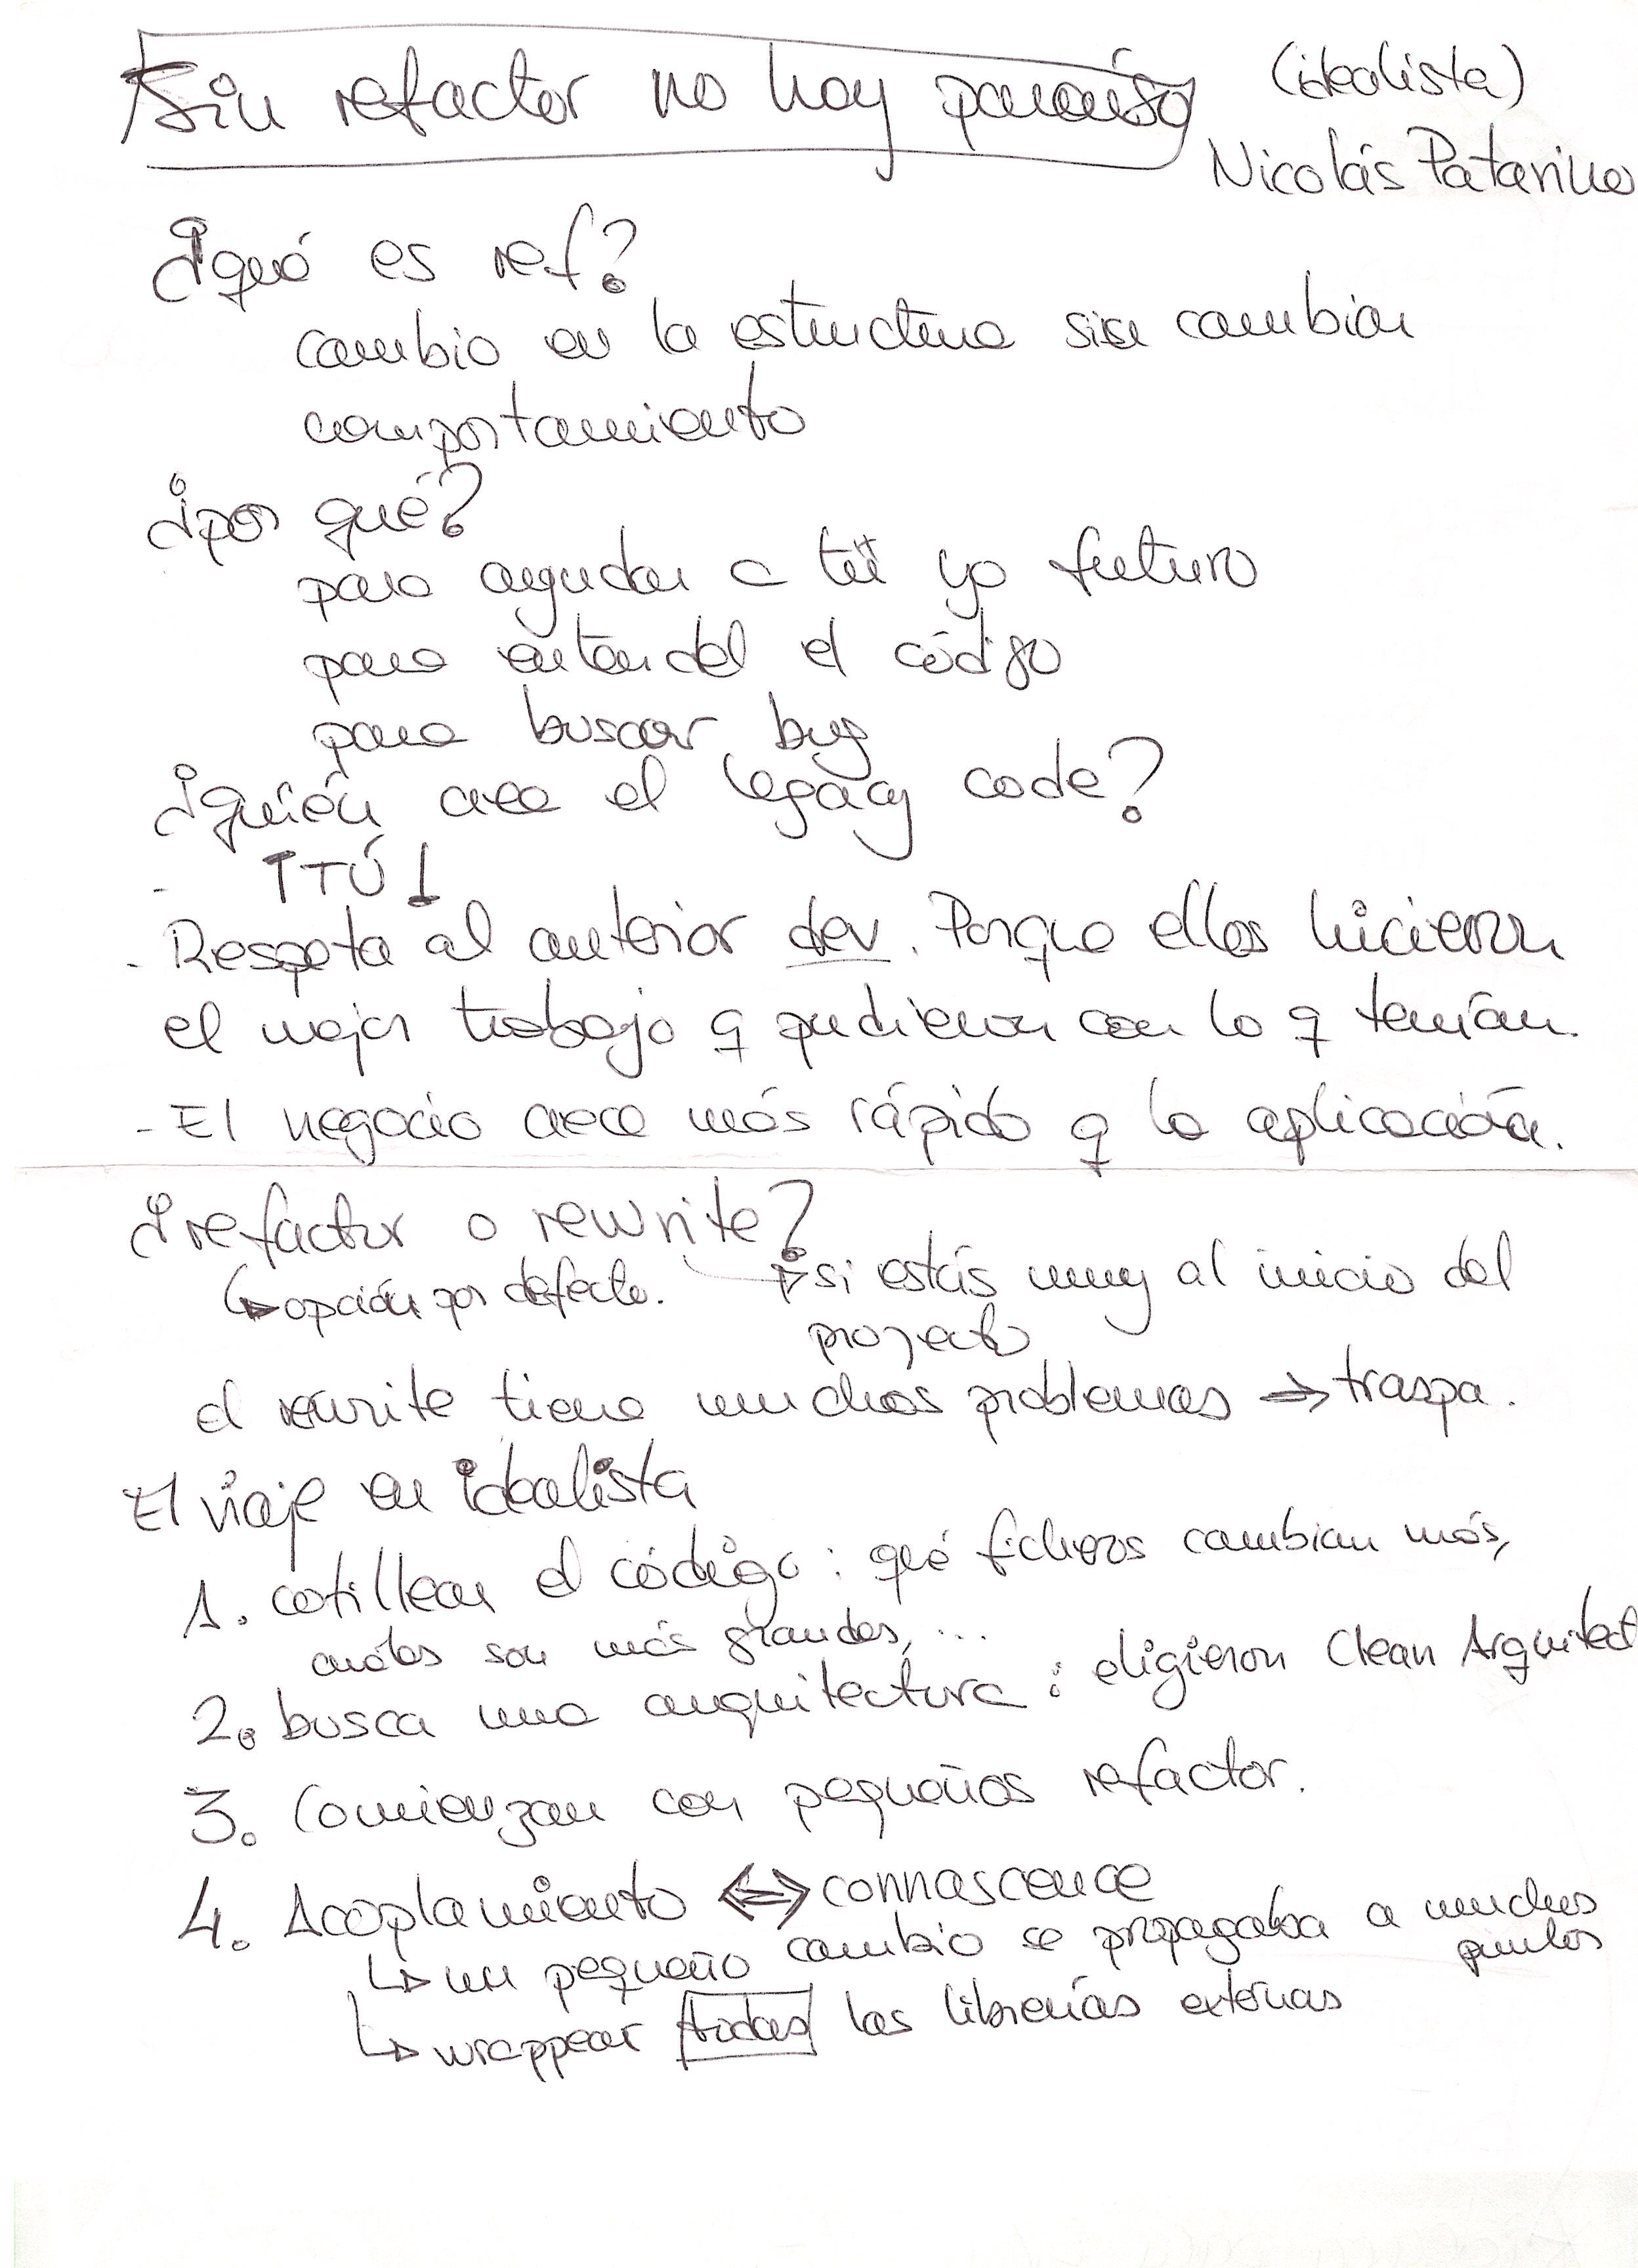 Sin refactor no hay paraíso
(idealista)
Nicolás Patarino
¿qué es ref?
cambio en la estructura sin cambiar
comportamiento
¿por qué?
para ayudar a tu yo futuro
para entender el código
para buscar bug
¿quién crea el legacy code?
- ¡TÚ!
- Respeta al anterior dev. Porque ellos hicieron
el mejor trabajo q pudieron con lo q tenían.
- El negocio crece más rápido q la aplicación.
¿refactor o rewrite?
↳ opción por defecto. → si estás muy al inicio del
proyecto
el rewrite tiene muchos problemas → traspa.
El viaje en idealista
1. cotillear el código: qué ficheros cambian más,
cuáles son más grandes, ...
2. busca una arquitectura: eligieron Clean Arquitect
3. Comienzan con pequeños refactor.
4. Acoplamiento ⇔ connascence
↳ un pequeño cambio se propagaba a muchos
puntos
↳ wrappear todas las librerías externas